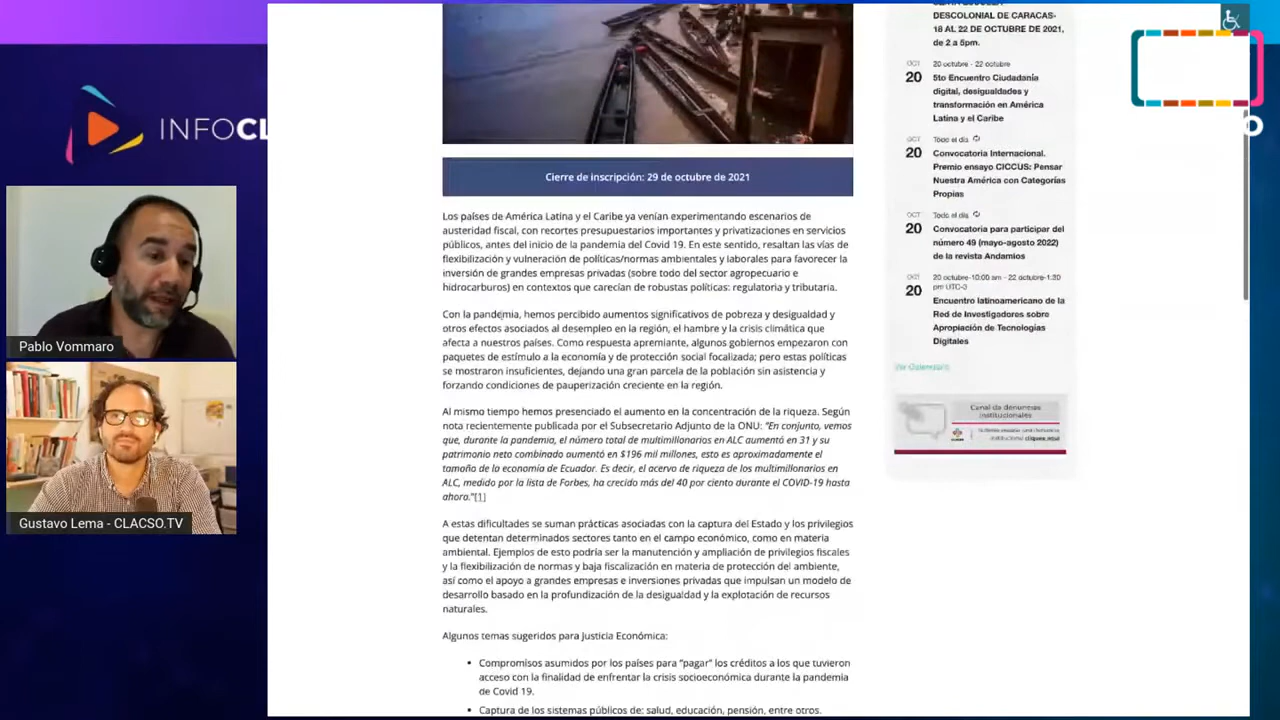 INFOCL
Pablo Vommaro
Gustavo Lema - CLACSO.TV
Cierre de inscripción: 29 de octubre de 2021
Los países de América Latina y el Caribe ya venían experimentando escenarios de
austeridad fiscal, con recortes presupuestarios importantes y privatizaciones en servicios
públicos, antes del inicio de la pandemia del Covid 19. En este sentido, resaltan las vías de
flexibilización y vulneración de políticas/normas ambientales y laborales para favorecer la
inversión de grandes empresas privadas (sobre todo del sector agropecuario e
hidrocarburos) en contextos que carecían de robustas políticas: regulatoria y tributaria.
Con la pandemia, hemos percibido aumentos significativos de pobreza y desigualdad y
otros efectos asociados al desempleo en la región, el hambre y la crisis climática que
afecta a nuestros países. Como respuesta apremiante, algunos gobiernos empezaron con
paquetes de estímulo a la economía y de protección social focalizada; pero estas políticas
se mostraron insuficientes, dejando una gran parcela de la población sin asistencia y
forzando condiciones de pauperización creciente en la región.
Al mismo tiempo hemos presenciado el aumento en la concentración de la riqueza. Según
nota recientemente publicada por el Subsecretario Adjunto de la ONU: "En conjunto, vemos
que, durante la pandemia, el número total de multimillonarios en ALC aumentó en 31 y su
patrimonio neto combinado aumentó en $196 mil millones, esto es aproximadamente el
tamaño de la economía de Ecuador. Es decir, el acervo de riqueza de los multimillonarios en
ALC, medido por la lista de Forbes, ha crecido más del 40 por ciento durante el COVID-19 hasta
ahora."[1]
A estas dificultades se suman prácticas asociadas con la captura del Estado y los privilegios
que detentan determinados sectores tanto en el campo económico, como en materia
ambiental. Ejemplos de esto podría ser la manutención y ampliación de privilegios fiscales
y la flexibilización de normas y baja fiscalización en materia de protección del ambiente,
así como el apoyo a grandes empresas e inversiones privadas que impulsan un modelo de
desarrollo basado en la profundización de la desigualdad y la explotación de recursos
naturales.
Algunos temas sugeridos para Justicia Económica:
• Compromisos asumidos por los países para "pagar" los créditos a los que tuvieron
acceso con la finalidad de enfrentar la crisis socioeconómica durante la pandemia
de Covid 19.
• Captura de los sistemas públicos de: salud, educación, pensión, entre otros.
DESCOLONIAL DE CARACAS-
18 AL 22 DE OCTUBRE DE 2021,
de 2 a 5pm.
OCT
20
20 octubre - 22 octubre
5to Encuentro Ciudadanía
digital, desigualdades y
transformación en América
Latina y el Caribe
OCT
20
Todo el día
Convocatoria Internacional.
Premio ensayo CICCUS: Pensar
Nuestra América con Categorías
Propias
OCT
20
Todo el día
Convocatoria para participar del
número 49 (mayo-agosto 2022)
de la revista Andamios
OCT
20
20 octubre-10:00 am - 22 octubre-1:30
pm UTC-3
Encuentro latinoamericano de la
Red de Investigadores sobre
Apropiación de Tecnologías
Digitales
Ver Calendario
Canal de denuncias
institucionales